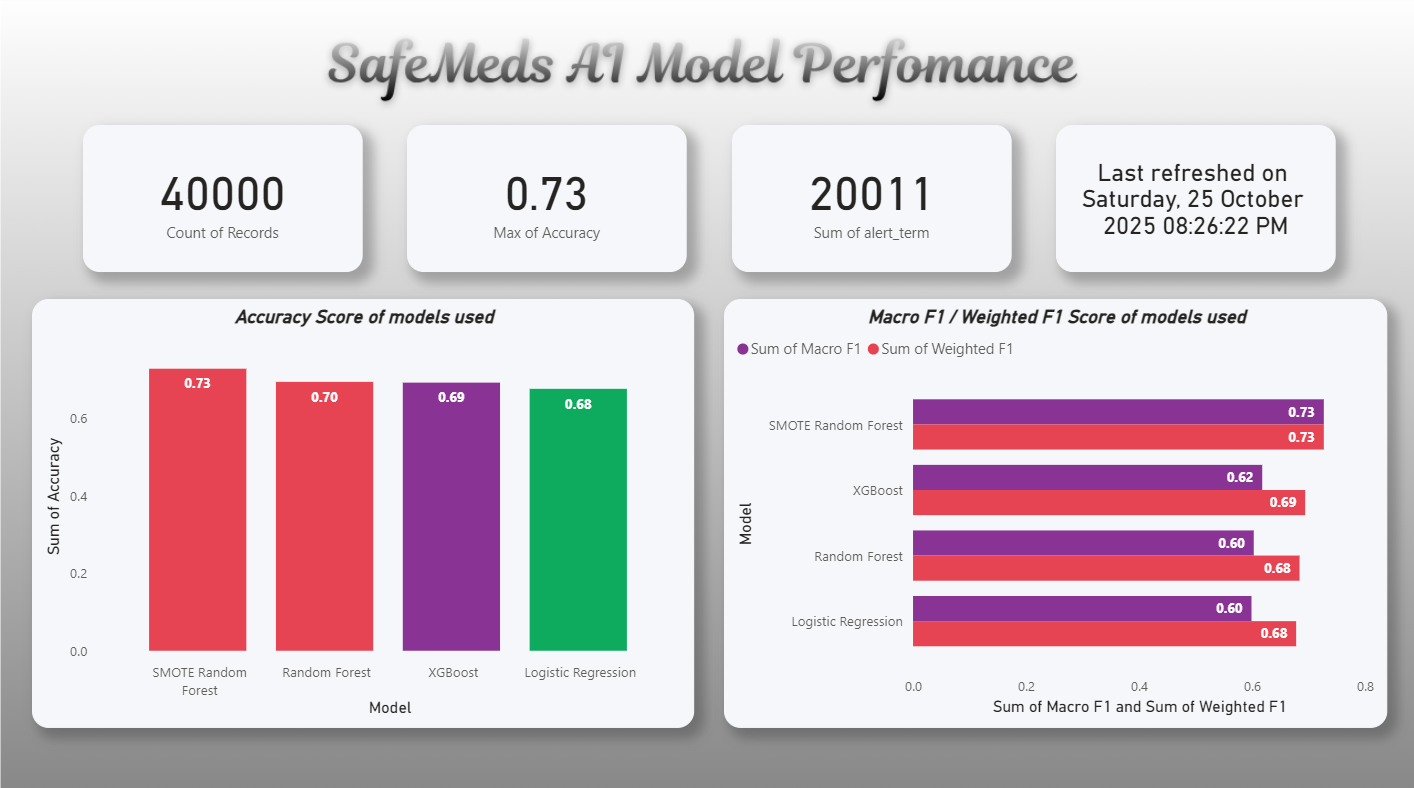 SafeMeds AI Model Perfomance
40000
Count of Records
0.73
Max of Accuracy
20011
Sum of alert_term
Last refreshed on
Saturday, 25 October
2025 08:26:22 PM
Accuracy Score of models used
Sum of Accuracy
0.6
0.4
0.2
0.0
0.73
0.70
0.69
0.68
SMOTE Random
Forest
Random Forest
XGBoost
Logistic Regression
Model
Macro F1 / Weighted F1 Score of models used
Sum of Macro F1
Sum of Weighted F1
Model
SMOTE Random Forest
0.73
0.73
XGBoost
0.62
0.69
Random Forest
0.60
0.68
Logistic Regression
0.60
0.68
0.0
0.2
0.4
0.6
0.8
Sum of Macro F1 and Sum of Weighted F1